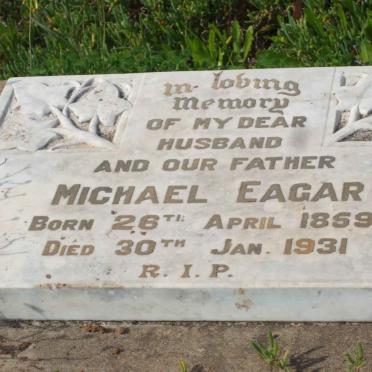 In loving
Memory
OF MY DEAR
HUSBAND
AND OUR FATHER
MICHAEL EAGAR
BORN 26TH APRIL 1859
DIED 30TH JAN. 1931
R. I. P.